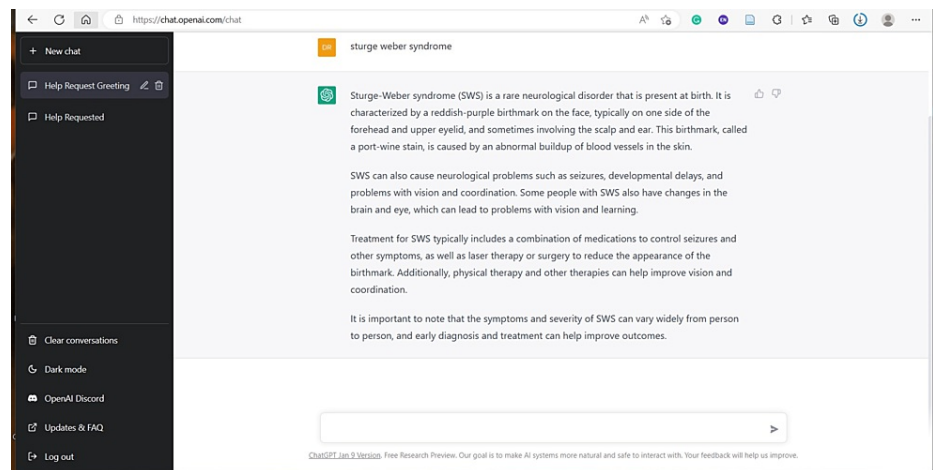 https://chat.openai.com/chat
+ New chat
Help Request Greeting
Help Requested
Clear conversations
Dark mode
OpenAI Discord
Updates & FAQ
Log out
DR
sturge weber syndrome
Sturge-Weber syndrome (SWS) is a rare neurological disorder that is present at birth. It is
characterized by a reddish-purple birthmark on the face, typically on one side of the
forehead and upper eyelid, and sometimes involving the scalp and ear. This birthmark, called
a port-wine stain, is caused by an abnormal buildup of blood vessels in the skin.
SWS can also cause neurological problems such as seizures, developmental delays, and
problems with vision and coordination. Some people with SWS also have changes in the
brain and eye, which can lead to problems with vision and learning.
Treatment for SWS typically includes a combination of medications to control seizures and
other symptoms, as well as laser therapy or surgery to reduce the appearance of the
birthmark. Additionally, physical therapy and other therapies can help improve vision and
coordination.
It is important to note that the symptoms and severity of SWS can vary widely from person
to person, and early diagnosis and treatment can help improve outcomes.
ChatGPT Jan 9 Version. Free Research Preview. Our goal is to make AI systems more natural and safe to interact with. Your feedback will help us improve.